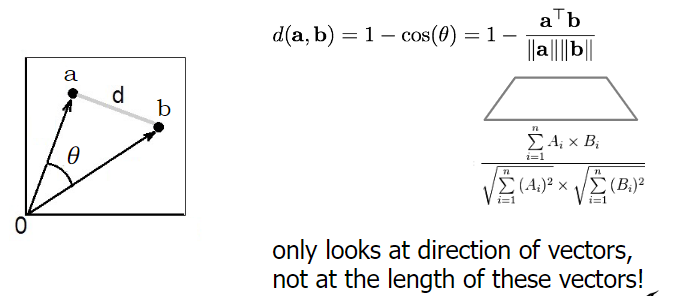 d(a, b) = 1 − cos(θ) = 1 − a⊤b / ‖a‖‖b‖
a
d
b
θ
0
n
∑ A_i × B_i
i=1
√ n ∑ (A_i)² i=1 × √ n ∑ (B_i)² i=1
only looks at direction of vectors,
not at the length of these vectors!